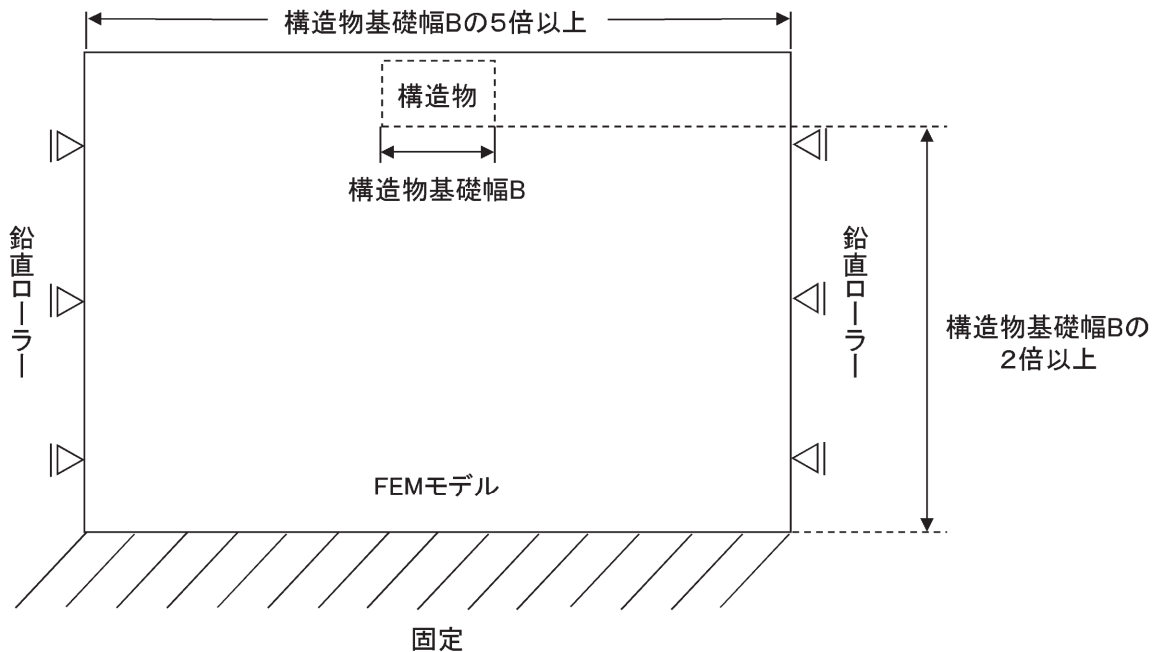 構造物基礎幅Bの5倍以上
構造物
構造物基礎幅B
鉛直ローラー
鉛直ローラー
構造物基礎幅Bの
2倍以上
FEMモデル
固定